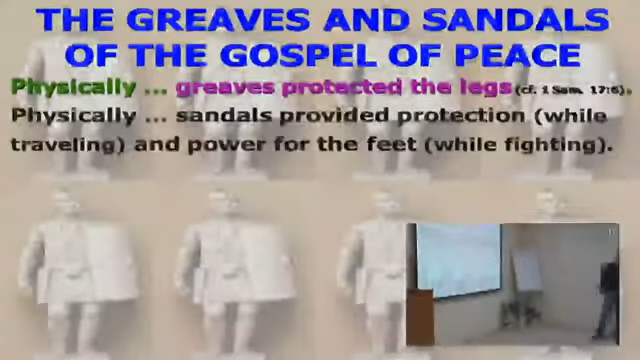 THE GREAVES AND SANDALS
OF THE GOSPEL OF PEACE
Physically ... greaves protected the legs (cf. 1 Sam. 17:6).
Physically ... sandals provided protection (while
traveling) and power for the feet (while fighting).